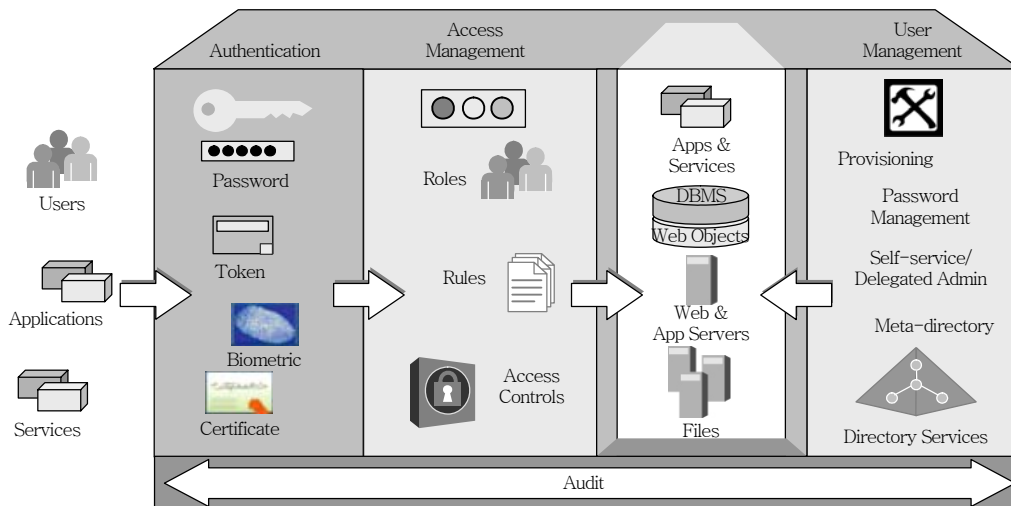 Authentication
Access
Management
User
Management
Users
Applications
Services
Password
Token
Biometric
Certificate
Roles
Rules
Access
Controls
Apps &
Services
DBMS
Web Objects
Web &
App Servers
Files
Provisioning
Password
Management
Self-service/
Delegated Admin
Meta-directory
Directory Services
Audit